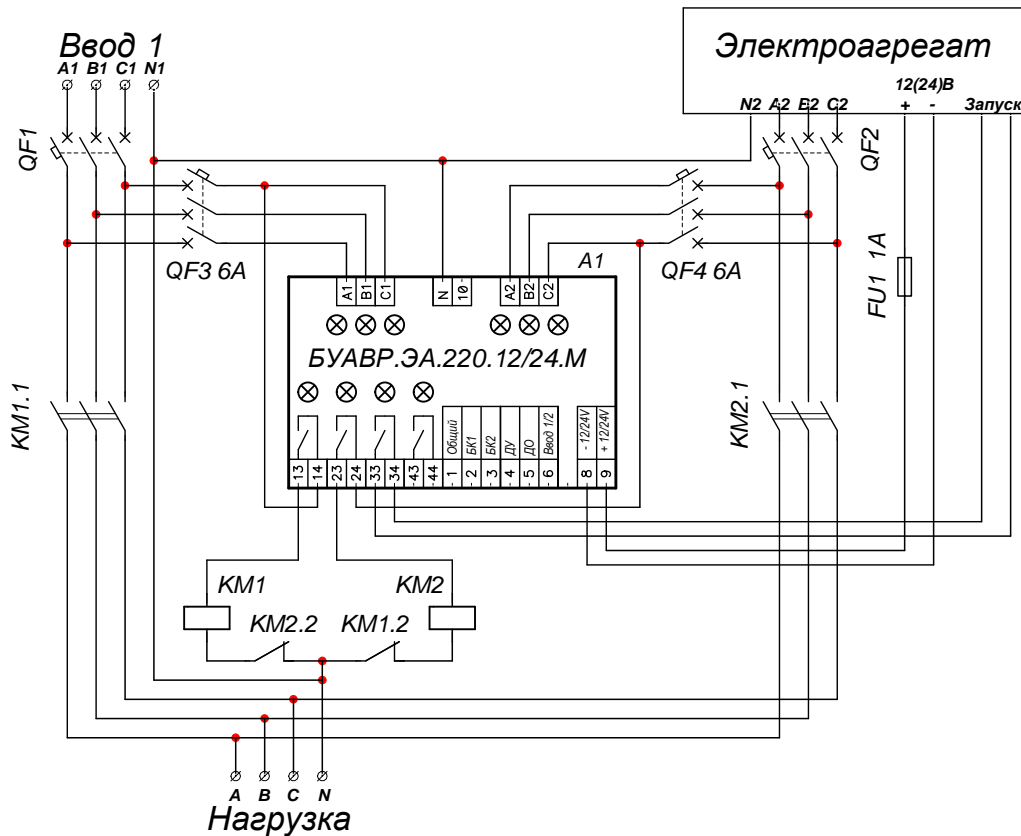 Ввод 1
A1 B1 C1 N1
Электроагрегат
12(24)В
N2 A2 B2 C2 + - Запуск
QF1
QF2
QF3 6А
QF4 6А
FU1 1А
A1
A1 B1 C1 N 10 A2 B2 C2
БУАВР.ЭА.220.12/24.М
KM1.1
KM2.1
Общий БК1 БК2 ДУ ДО Ввод 1/2 - 12/24V + 12/24V
13 14 23 24 33 34 43 44 1 2 3 4 5 6 - 8 9
KM1
KM2
KM2.2
KM1.2
A B C N
Нагрузка